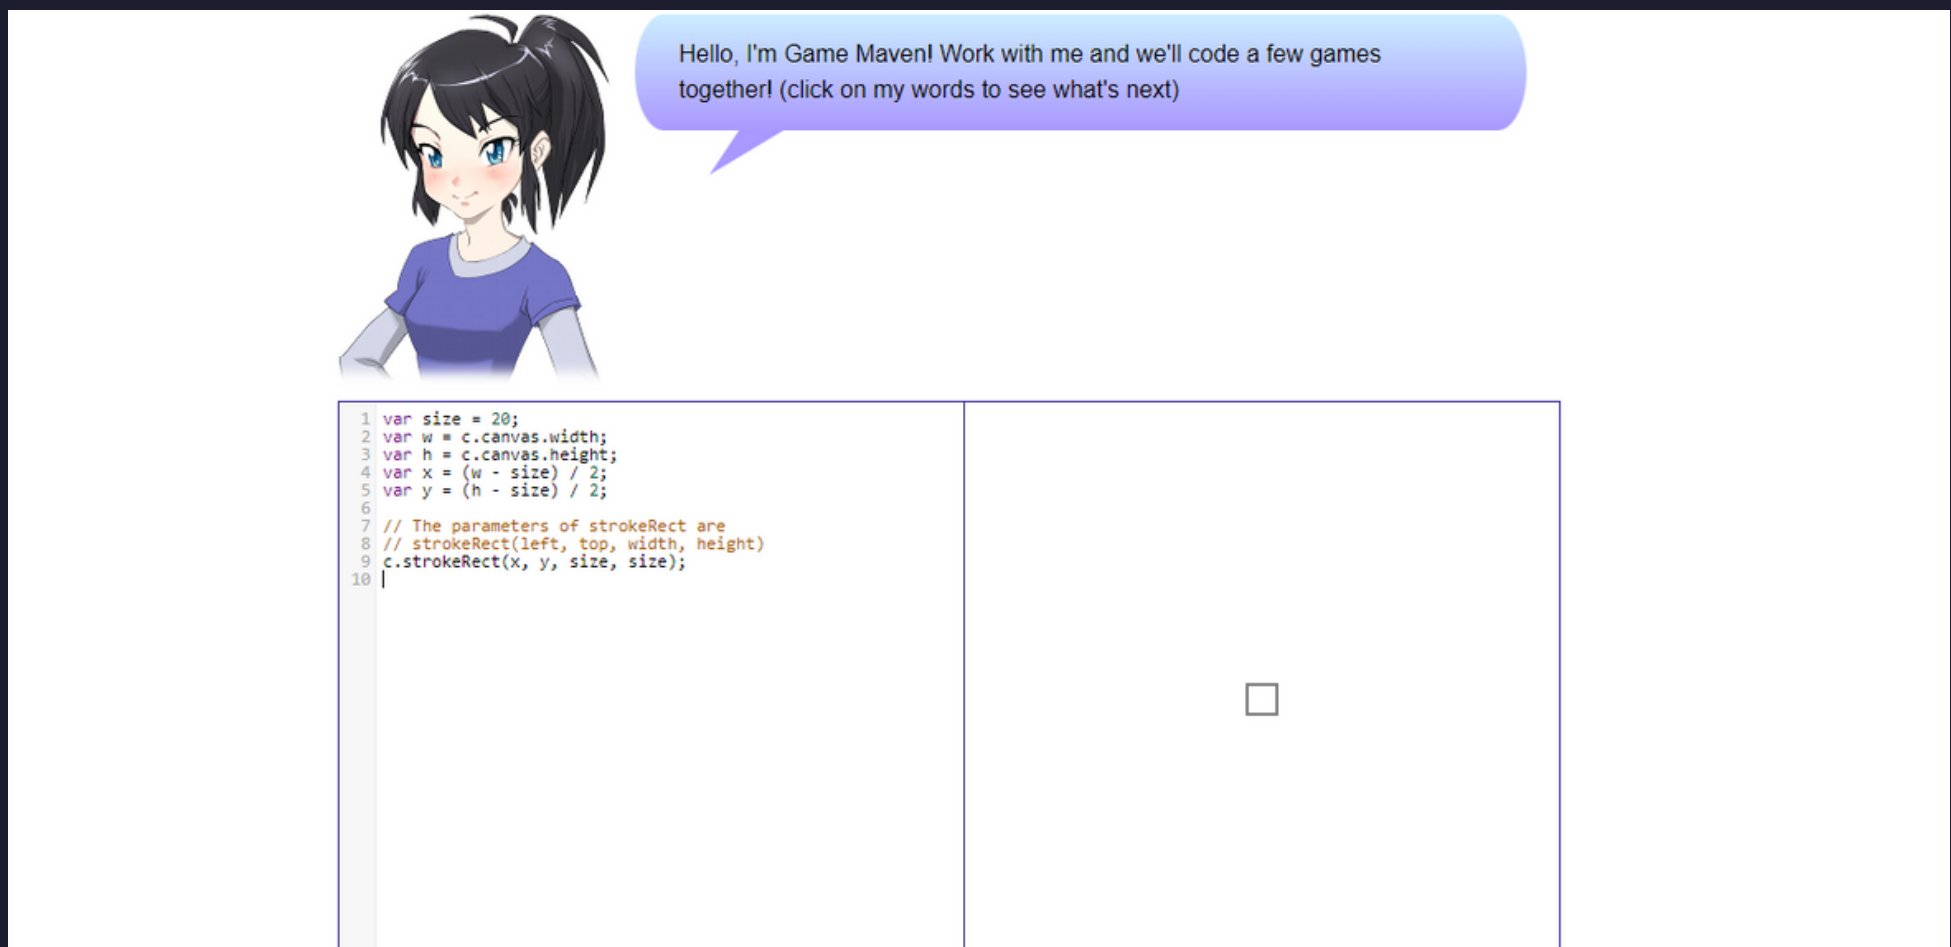 Hello, I'm Game Maven! Work with me and we'll code a few games
together! (click on my words to see what's next)
1 var size = 20;
2 var w = c.canvas.width;
3 var h = c.canvas.height;
4 var x = (w - size) / 2;
5 var y = (h - size) / 2;
6
7 // The parameters of strokeRect are
8 // strokeRect(left, top, width, height)
9 c.strokeRect(x, y, size, size);
10